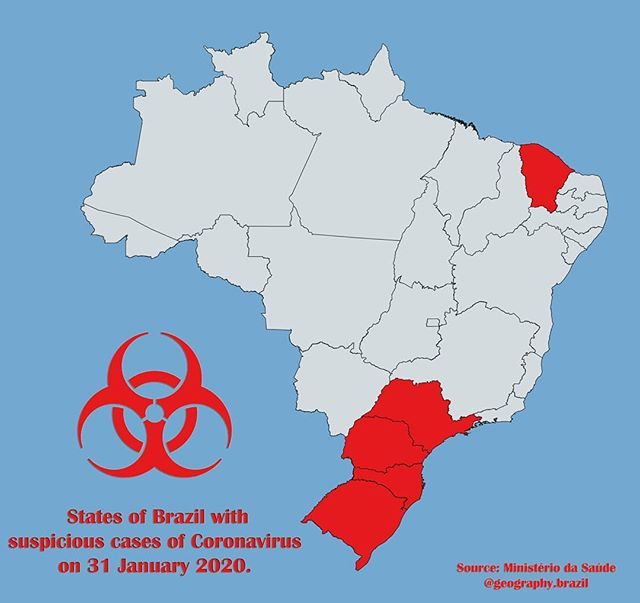 States of Brazil with
suspicious cases of Coronavirus
on 31 January 2020.
Source: Ministério da Saúde
@geography.brazil